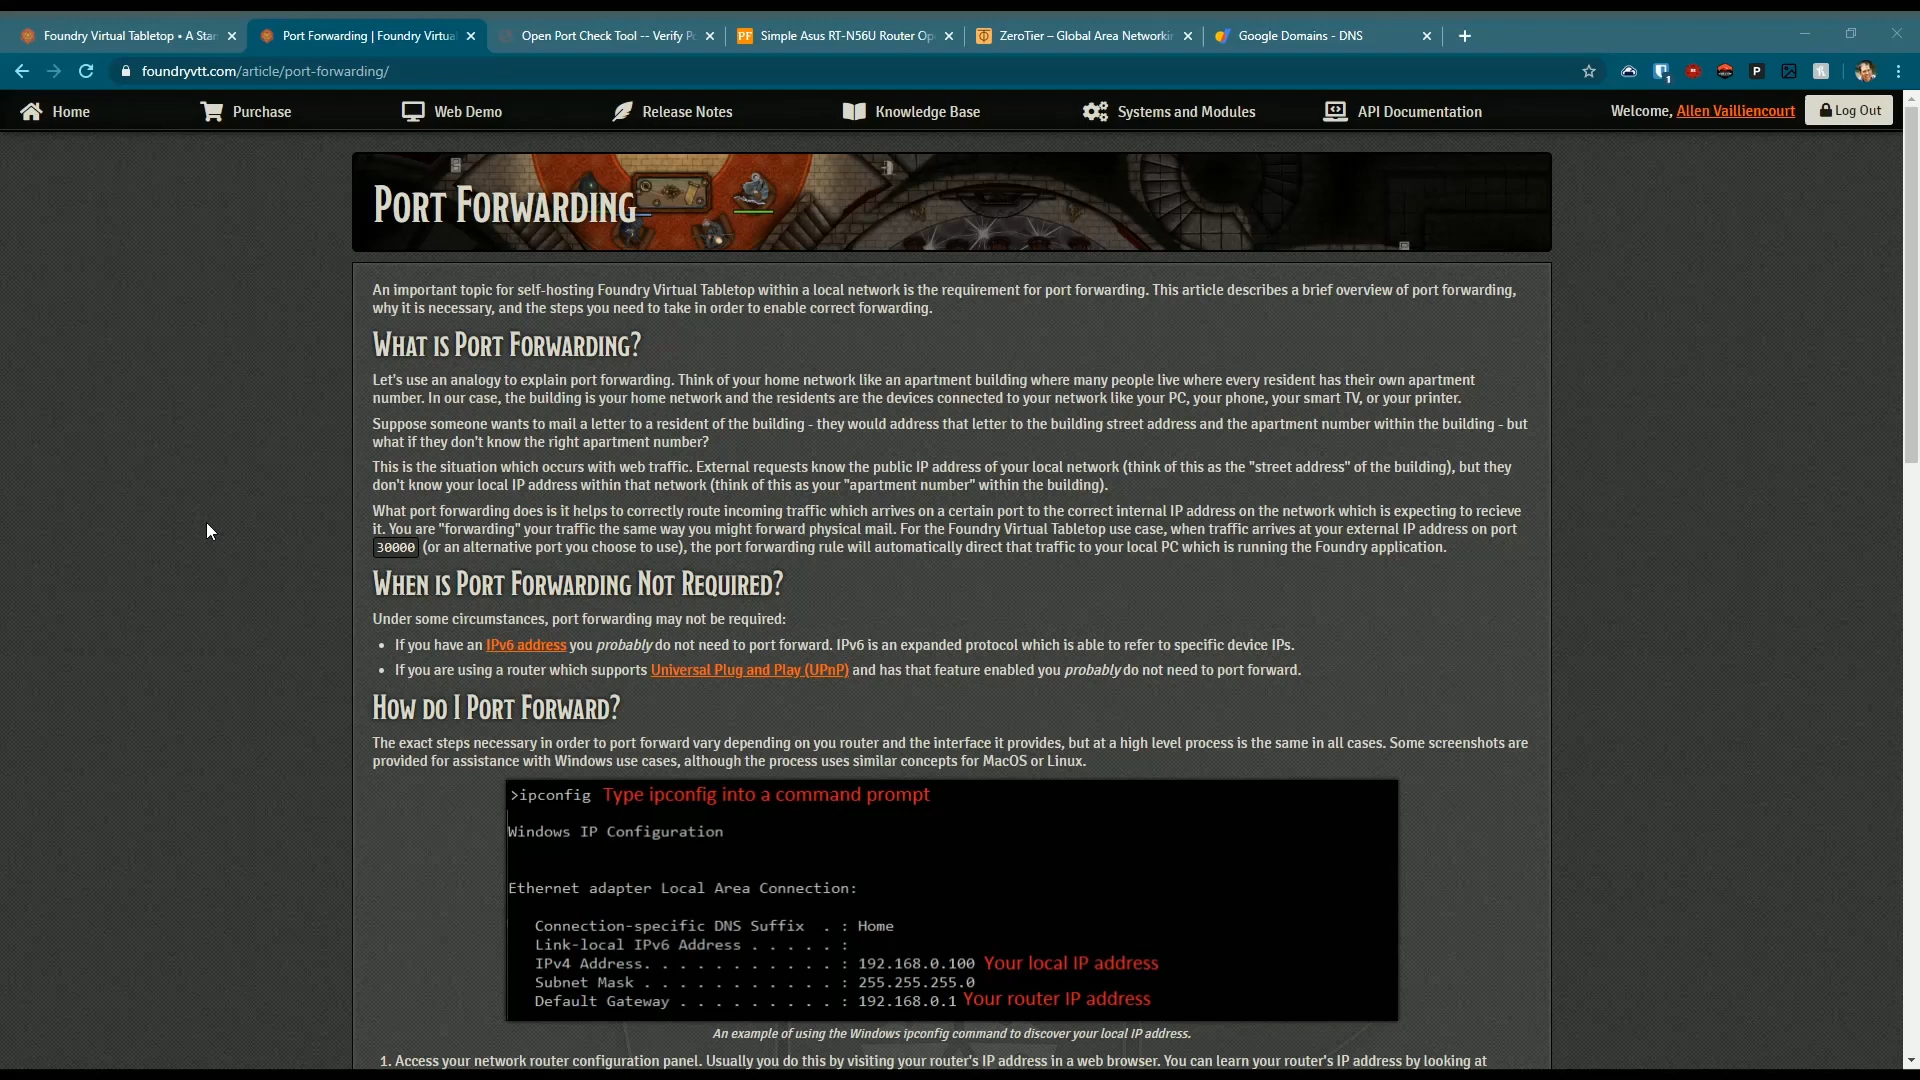 Foundry Virtual Tabletop • A Stan
Port Forwarding | Foundry Virtual
Open Port Check Tool -- Verify Po
PF Simple Asus RT-N56U Router Op
ZeroTier – Global Area Networkin
Google Domains - DNS
foundryvtt.com/article/port-forwarding/
Home
Purchase
Web Demo
Release Notes
Knowledge Base
Systems and Modules
API Documentation
Welcome, Allen Vailliencourt
Log Out
PORT FORWARDING
An important topic for self-hosting Foundry Virtual Tabletop within a local network is the requirement for port forwarding. This article describes a brief overview of port forwarding,
why it is necessary, and the steps you need to take in order to enable correct forwarding.
WHAT IS PORT FORWARDING?
Let's use an analogy to explain port forwarding. Think of your home network like an apartment building where many people live where every resident has their own apartment
number. In our case, the building is your home network and the residents are the devices connected to your network like your PC, your phone, your smart TV, or your printer.
Suppose someone wants to mail a letter to a resident of the building - they would address that letter to the building street address and the apartment number within the building - but
what if they don't know the right apartment number?
This is the situation which occurs with web traffic. External requests know the public IP address of your local network (think of this as the "street address" of the building), but they
don't know your local IP address within that network (think of this as your "apartment number" within the building).
What port forwarding does is it helps to correctly route incoming traffic which arrives on a certain port to the correct internal IP address on the network which is expecting to recieve
it. You are "forwarding" your traffic the same way you might forward physical mail. For the Foundry Virtual Tabletop use case, when traffic arrives at your external IP address on port
30000 (or an alternative port you choose to use), the port forwarding rule will automatically direct that traffic to your local PC which is running the Foundry application.
WHEN IS PORT FORWARDING NOT REQUIRED?
Under some circumstances, port forwarding may not be required:
• If you have an IPv6 address you probably do not need to port forward. IPv6 is an expanded protocol which is able to refer to specific device IPs.
• If you are using a router which supports Universal Plug and Play (UPnP) and has that feature enabled you probably do not need to port forward.
HOW DO I PORT FORWARD?
The exact steps necessary in order to port forward vary depending on you router and the interface it provides, but at a high level process is the same in all cases. Some screenshots are
provided for assistance with Windows use cases, although the process uses similar concepts for MacOS or Linux.
>ipconfig Type ipconfig into a command prompt
Windows IP Configuration
Ethernet adapter Local Area Connection:
Connection-specific DNS Suffix . : Home
Link-local IPv6 Address . . . . . :
IPv4 Address. . . . . . . . . . . : 192.168.0.100 Your local IP address
Subnet Mask . . . . . . . . . . . : 255.255.255.0
Default Gateway . . . . . . . . . : 192.168.0.1 Your router IP address
An example of using the Windows ipconfig command to discover your local IP address.
1. Access your network router configuration panel. Usually you do this by visiting your router's IP address in a web browser. You can learn your router's IP address by looking at